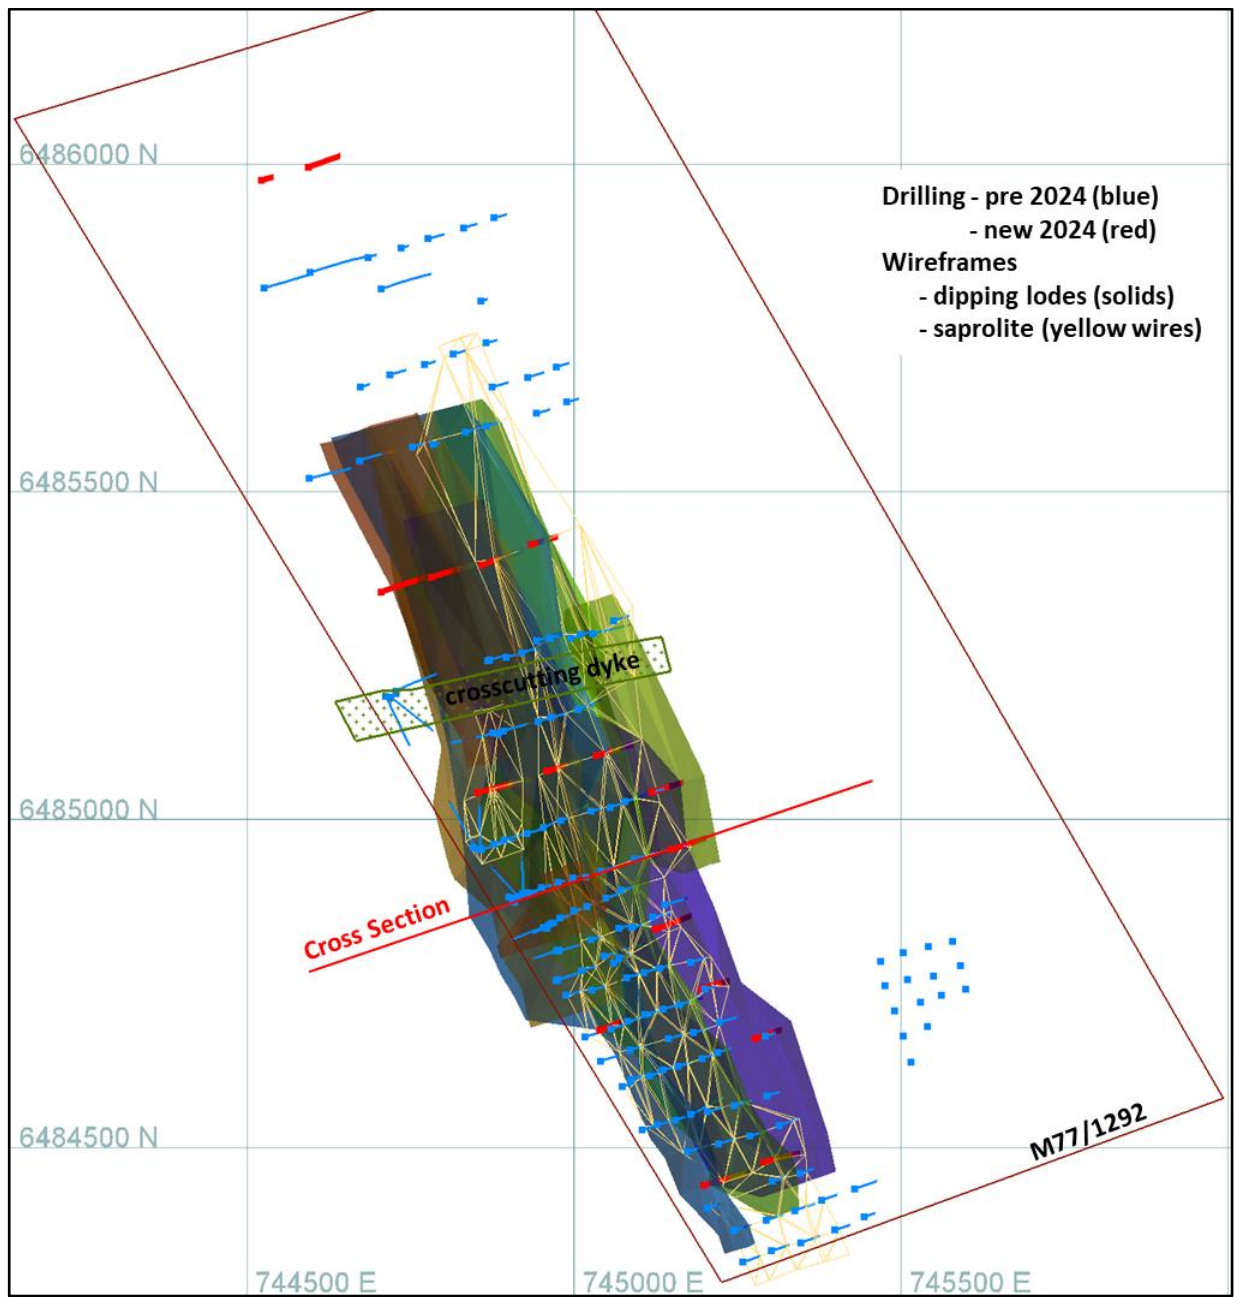 6486000 N
Drilling - pre 2024 (blue)
- new 2024 (red)
Wireframes
- dipping lodes (solids)
- saprolite (yellow wires)
6485500 N
crosscutting dyke
6485000 N
Cross Section
6484500 N
M77/1292
744500 E
745000 E
745500 E